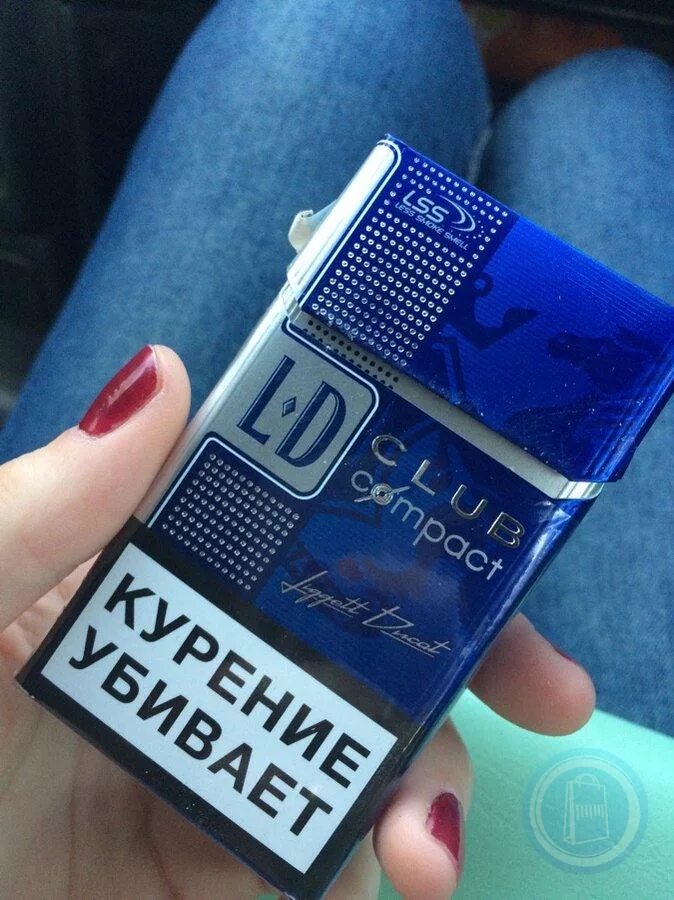 LSS
LESS SMOKE SMELL
L·D
CLUB
compact
Liggett Ducat
КУРЕНИЕ
УБИВАЕТ